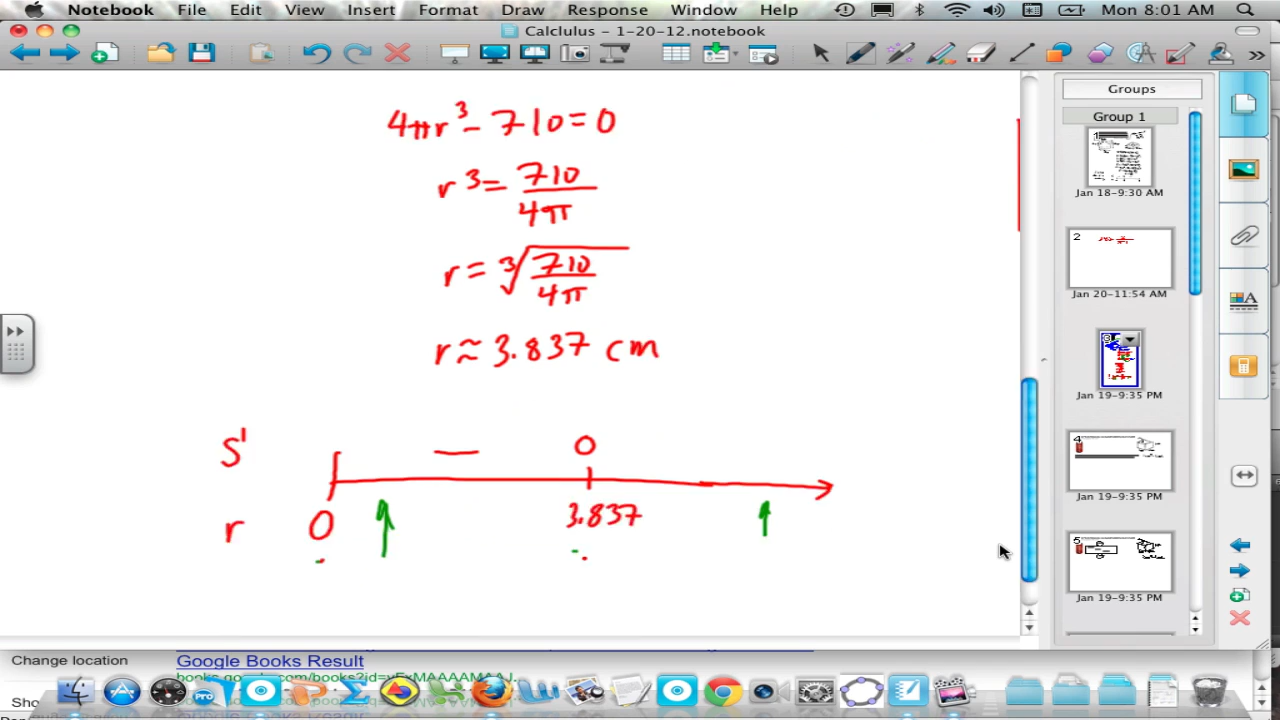 Notebook File Edit View Insert Format Draw Response Window Help Mon 8:01 AM
Calclulus – 1-20-12.notebook
Groups
Group 1
Jan 18-9:30 AM
2
Jan 20-11:54 AM
Jan 19-9:35 PM
4
Jan 19-9:35 PM
5
Jan 19-9:35 PM
4πr³ - 710 = 0
r³ = 710/4π
r = ³√710/4π
r ≈ 3.837 cm
S' — 0
r 0 3.837
Change location
Google Books Result
Sho